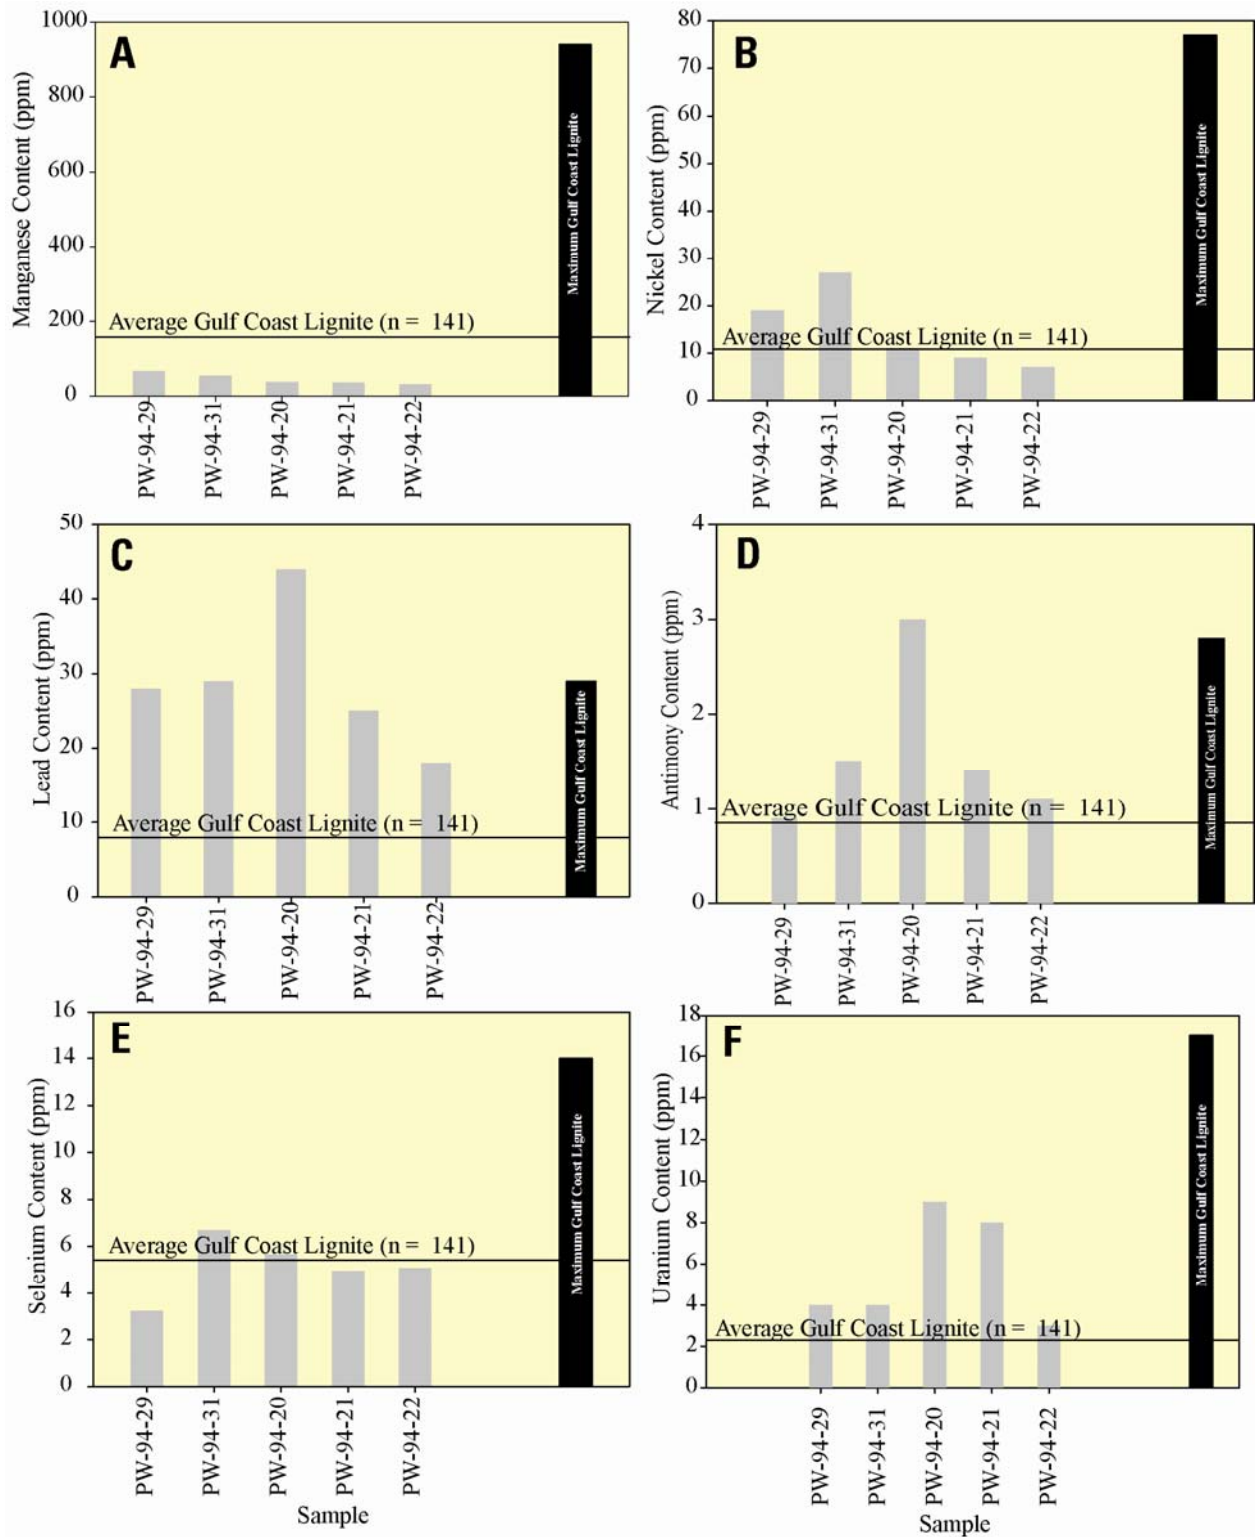 A
Manganese Content (ppm)
1000
800
600
400
200
0
Average Gulf Coast Lignite (n = 141)
Maximum Gulf Coast Lignite
PW-94-29
PW-94-31
PW-94-20
PW-94-21
PW-94-22
B
Nickel Content (ppm)
80
70
60
50
40
30
20
10
0
Average Gulf Coast Lignite (n = 141)
Maximum Gulf Coast Lignite
PW-94-29
PW-94-31
PW-94-20
PW-94-21
PW-94-22
C
Lead Content (ppm)
50
40
30
20
10
0
Average Gulf Coast Lignite (n = 141)
Maximum Gulf Coast Lignite
PW-94-29
PW-94-31
PW-94-20
PW-94-21
PW-94-22
D
Antimony Content (ppm)
4
3
2
1
0
Average Gulf Coast Lignite (n = 141)
Maximum Gulf Coast Lignite
PW-94-29
PW-94-31
PW-94-20
PW-94-21
PW-94-22
E
Selenium Content (ppm)
16
14
12
10
8
6
4
2
0
Average Gulf Coast Lignite (n = 141)
Maximum Gulf Coast Lignite
PW-94-29
PW-94-31
PW-94-20
PW-94-21
PW-94-22
Sample
F
Uranium Content (ppm)
18
16
14
12
10
8
6
4
2
0
Average Gulf Coast Lignite (n = 141)
Maximum Gulf Coast Lignite
PW-94-29
PW-94-31
PW-94-20
PW-94-21
PW-94-22
Sample